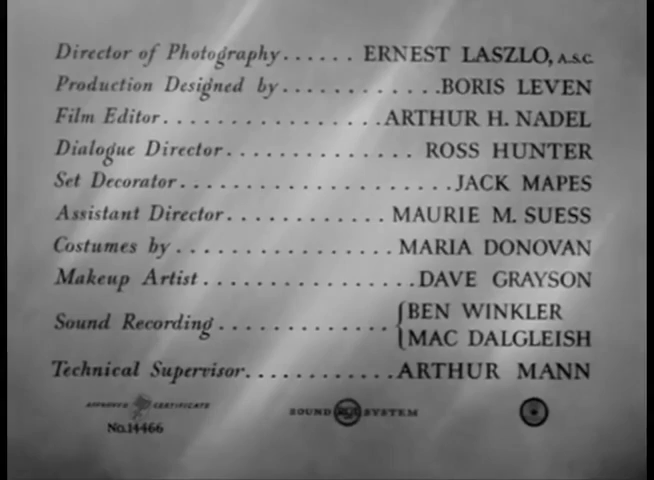 Director of Photography...... ERNEST LASZLO, A.S.C.
Production Designed by............BORIS LEVEN
Film Editor.................ARTHUR H. NADEL
Dialogue Director.............. ROSS HUNTER
Set Decorator.....................JACK MAPES
Assistant Director............ MAURIE M. SUESS
Costumes by................. MARIA DONOVAN
Makeup Artist.................DAVE GRAYSON
Sound Recording............. {BEN WINKLER
MAC DALGLEISH
Technical Supervisor............ARTHUR MANN
APPROVED CERTIFICATE
No.14466
SOUND RCA SYSTEM